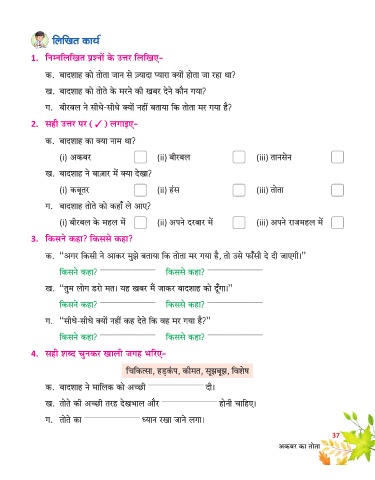 लिखित कार्य
1. निम्नलिखित प्रश्नों के उत्तर लिखिए–
क. बादशाह को तोता जान से ज़्यादा प्यारा क्यों होता जा रहा था?
ख. बादशाह को तोते के मरने की खबर देने कौन गया?
ग. बीरबल ने सीधे-सीधे क्यों नहीं बताया कि तोता मर गया है?
2. सही उत्तर पर (✓) लगाइए–
क. बादशाह का क्या नाम था?
(i) अकबर (ii) बीरबल (iii) तानसेन
ख. बादशाह ने बाज़ार में क्या देखा?
(i) कबूतर (ii) हंस (iii) तोता
ग. बादशाह तोते को कहाँ ले आए?
(i) बीरबल के महल में (ii) अपने दरबार में (iii) अपने राजमहल में
3. किसने कहा? किससे कहा?
क. “अगर किसी ने आकर मुझे बताया कि तोता मर गया है, तो उसे फाँसी दे दी जाएगी।”
किसने कहा? किससे कहा?
ख. “तुम लोग डरो मत। यह खबर मैं जाकर बादशाह को दूँगा।”
किसने कहा? किससे कहा?
ग. “सीधे-सीधे क्यों नहीं कह देते कि वह मर गया है?”
किसने कहा? किससे कहा?
4. सही शब्द चुनकर खाली जगह भरिए–
चिकित्सा, हड़कंप, कीमत, सूझबूझ, विशेष
क. बादशाह ने मालिक को अच्छी दी।
ख. तोते की अच्छी तरह देखभाल और होनी चाहिए।
ग. तोते का ध्यान रखा जाने लगा।
37
अकबर का तोता